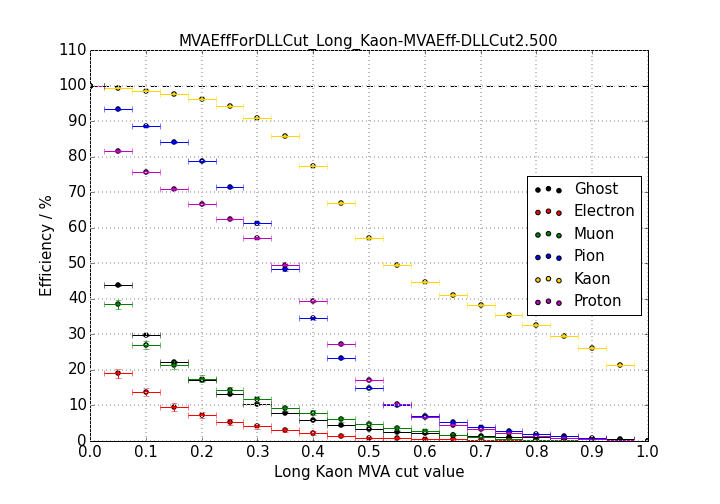 MVAEffForDLLCut_Long_Kaon-MVAEff-DLLCut2.500
Efficiency / %
110
100
90
80
70
60
50
40
30
20
10
0
Ghost
Electron
Muon
Pion
Kaon
Proton
0.0 0.1 0.2 0.3 0.4 0.5 0.6 0.7 0.8 0.9 1.0
Long Kaon MVA cut value